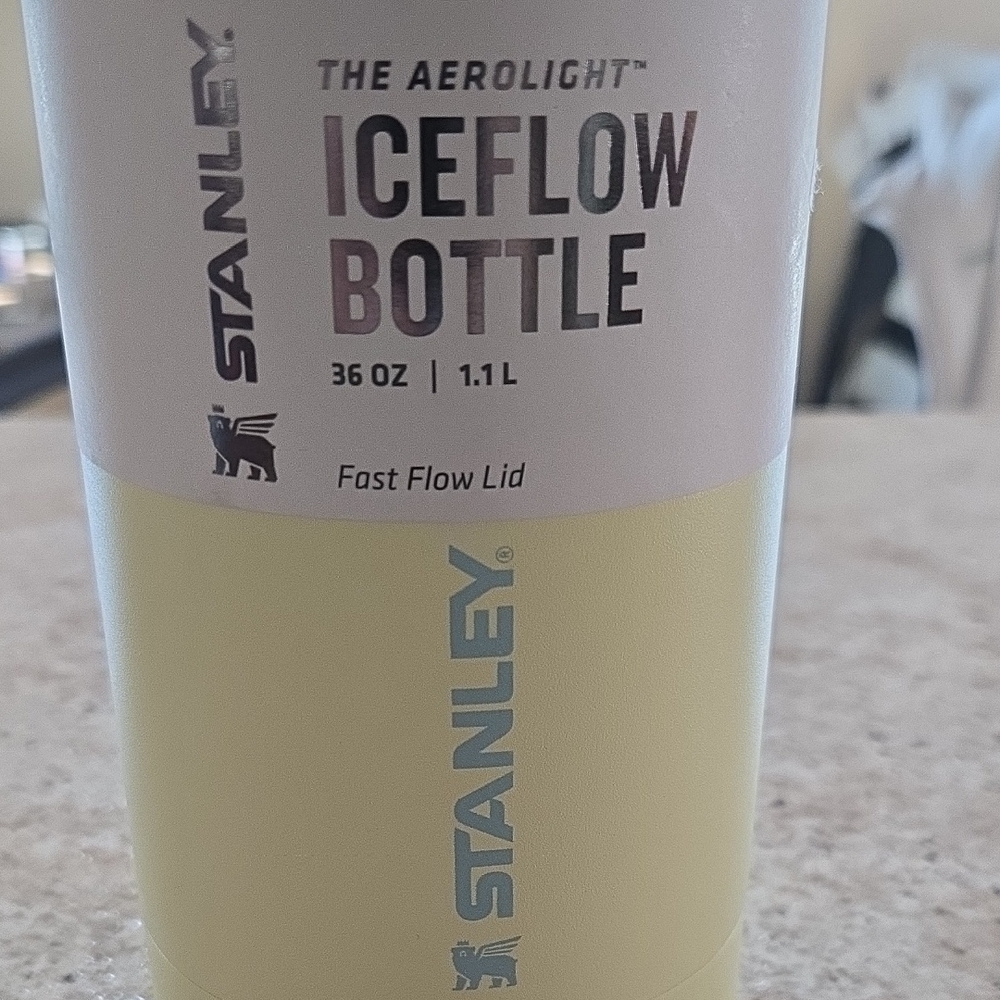 STANLEY.
THE AEROLIGHT™
ICEFLOW
BOTTLE
36 OZ | 1.1 L
Fast Flow Lid
STANLEY®